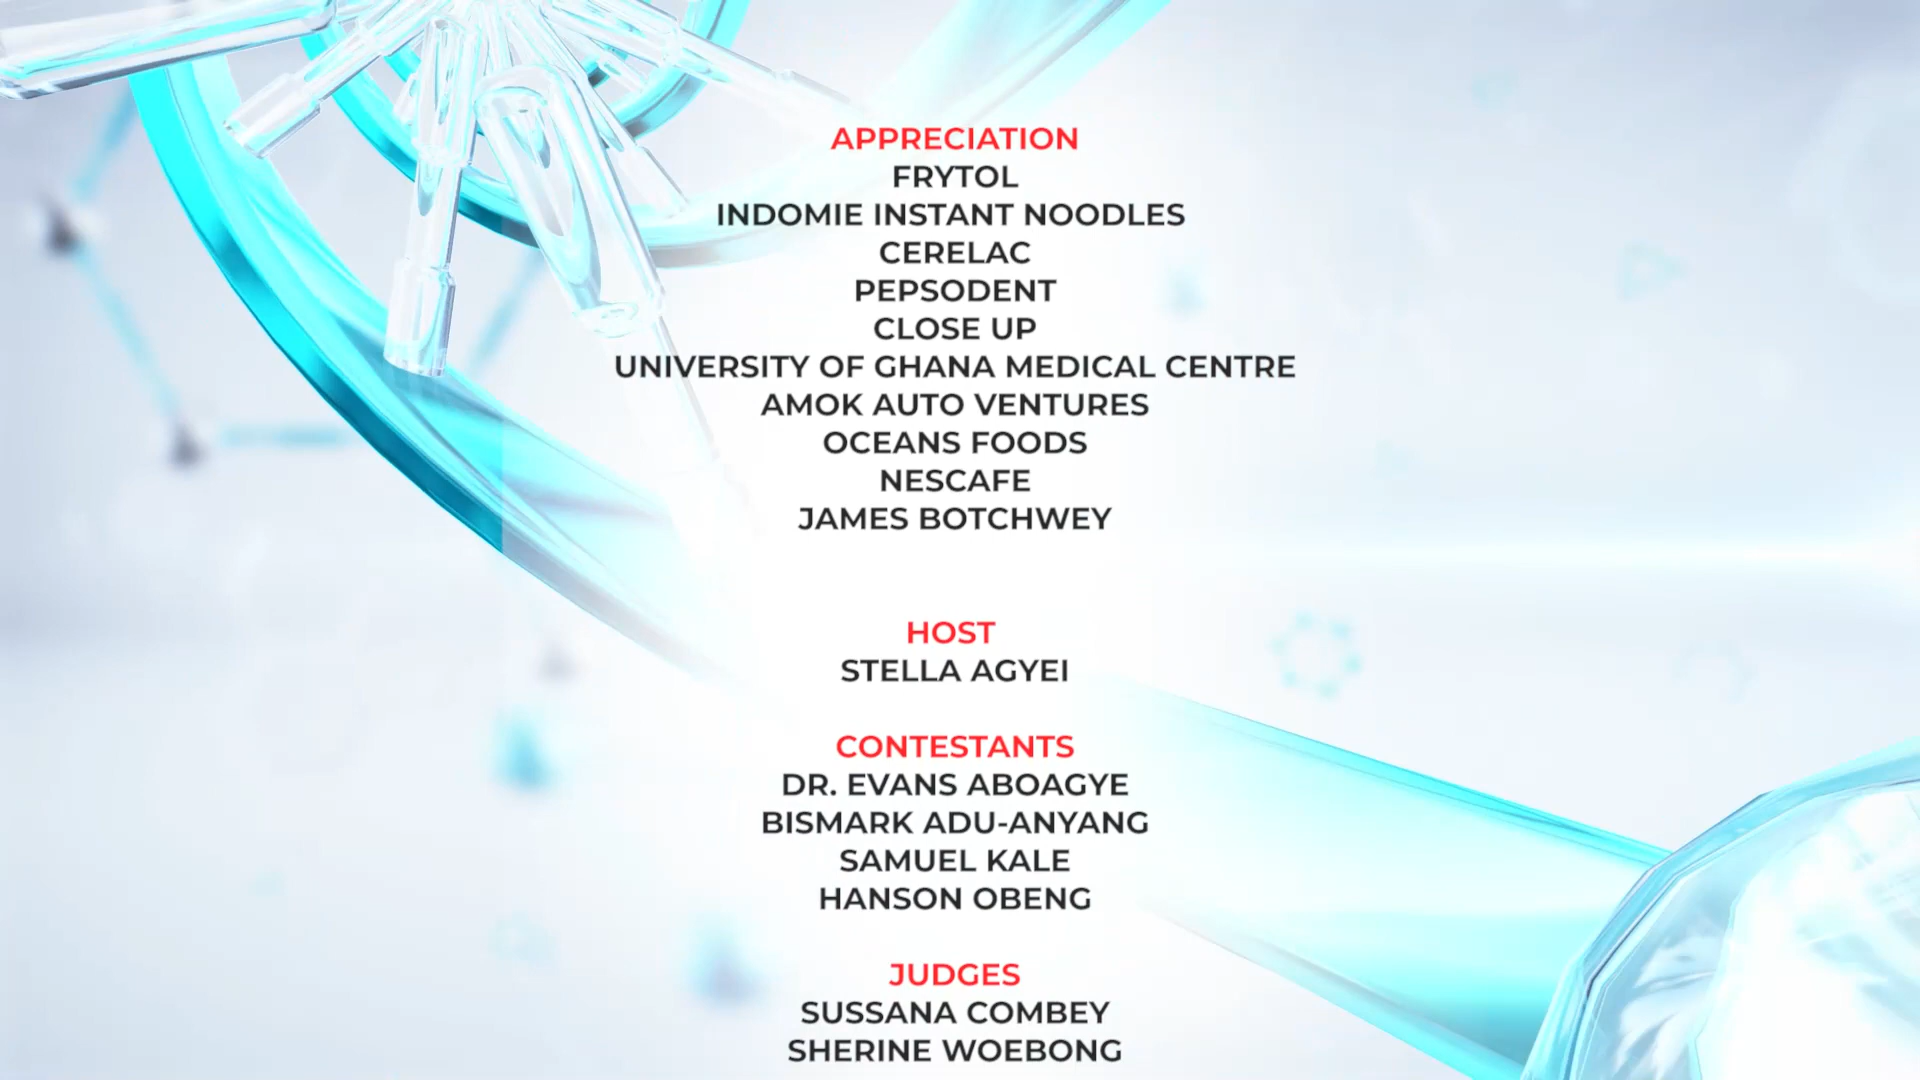 APPRECIATION
FRYTOL
INDOMIE INSTANT NOODLES
CERELAC
PEPSODENT
CLOSE UP
UNIVERSITY OF GHANA MEDICAL CENTRE
AMOK AUTO VENTURES
OCEANS FOODS
NESCAFE
JAMES BOTCHWEY
HOST
STELLA AGYEI
CONTESTANTS
DR. EVANS ABOAGYE
BISMARK ADU-ANYANG
SAMUEL KALE
HANSON OBENG
JUDGES
SUSSANA COMBEY
SHERINE WOEBONG